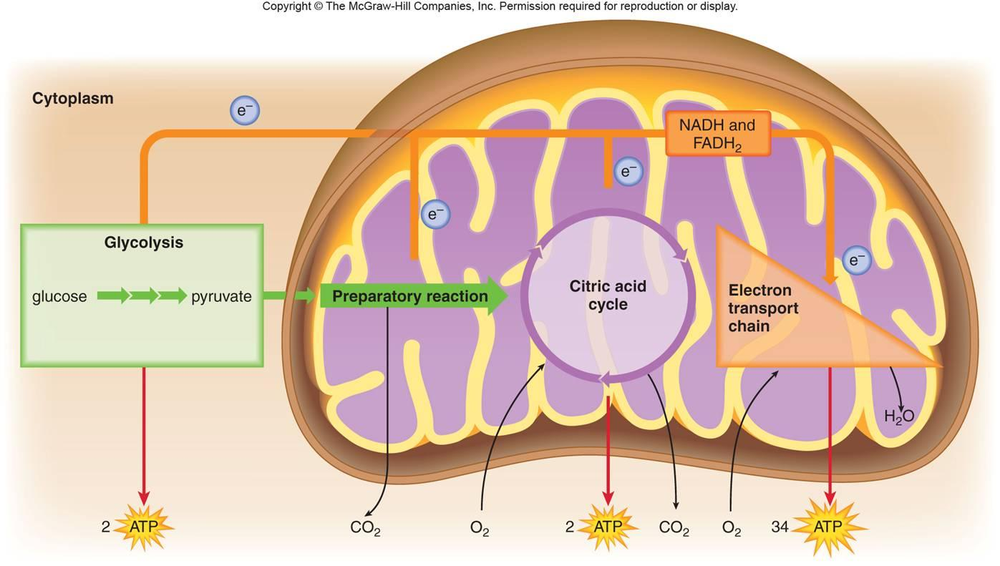 Copyright © The McGraw-Hill Companies, Inc. Permission required for reproduction or display.
Cytoplasm
e⁻
NADH and
FADH₂
e⁻
e⁻
e⁻
Glycolysis
glucose
pyruvate
Preparatory reaction
Citric acid
cycle
Electron
transport
chain
H₂O
2 ATP
CO₂
O₂
2 ATP
CO₂
O₂
34 ATP